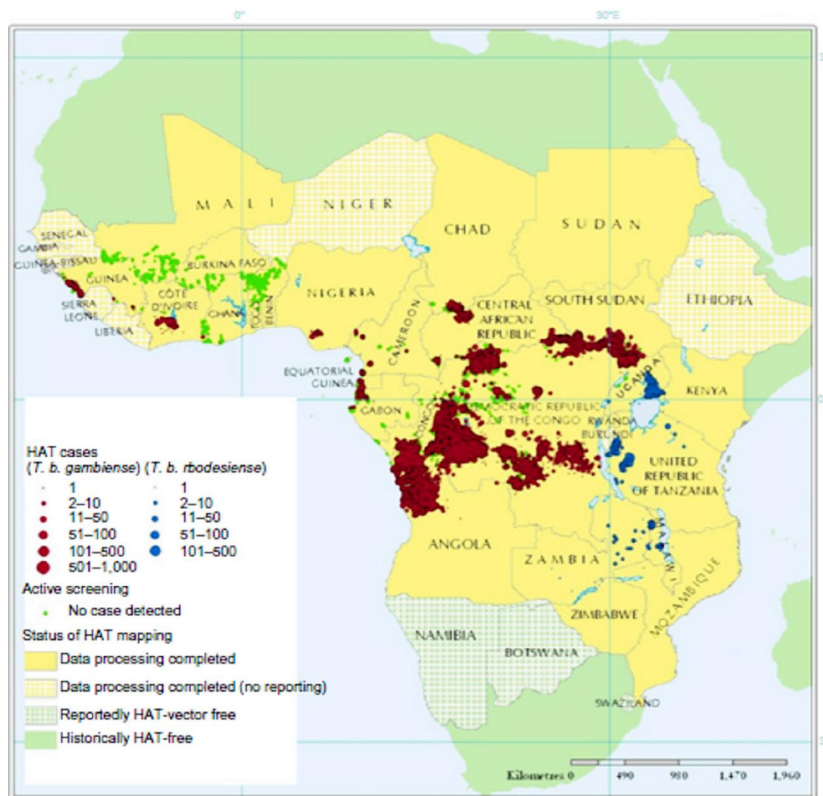 0°
30°E
MALI
NIGER
CHAD
SUDAN
SENEGAL
GAMBIA
GUINEA-BISSAU
GUINEA
BURKINA FASO
SIERRA
LEONE
LIBERIA
CÔTE
D'IVOIRE
GHANA
TOGO
BENIN
NIGERIA
CAMEROON
CENTRAL
AFRICAN
REPUBLIC
SOUTH SUDAN
ETHIOPIA
EQUATORIAL
GUINEA
GABON
CONGO
DEMOCRATIC REPUBLIC
OF THE CONGO
UGANDA
KENYA
RWANDA
BURUNDI
UNITED
REPUBLIC
OF TANZANIA
ANGOLA
ZAMBIA
MALAWI
MOZAMBIQUE
ZIMBABWE
NAMIBIA
BOTSWANA
SWAZILAND
HAT cases
(T. b. gambiense) (T. b. rbodesiense)
1 1
2–10 2–10
11–50 11–50
51–100 51–100
101–500 101–500
501–1,000
Active screening
No case detected
Status of HAT mapping
Data processing completed
Data processing completed (no reporting)
Reportedly HAT-vector free
Historically HAT-free
Kilometres 0 490 980 1,470 1,960